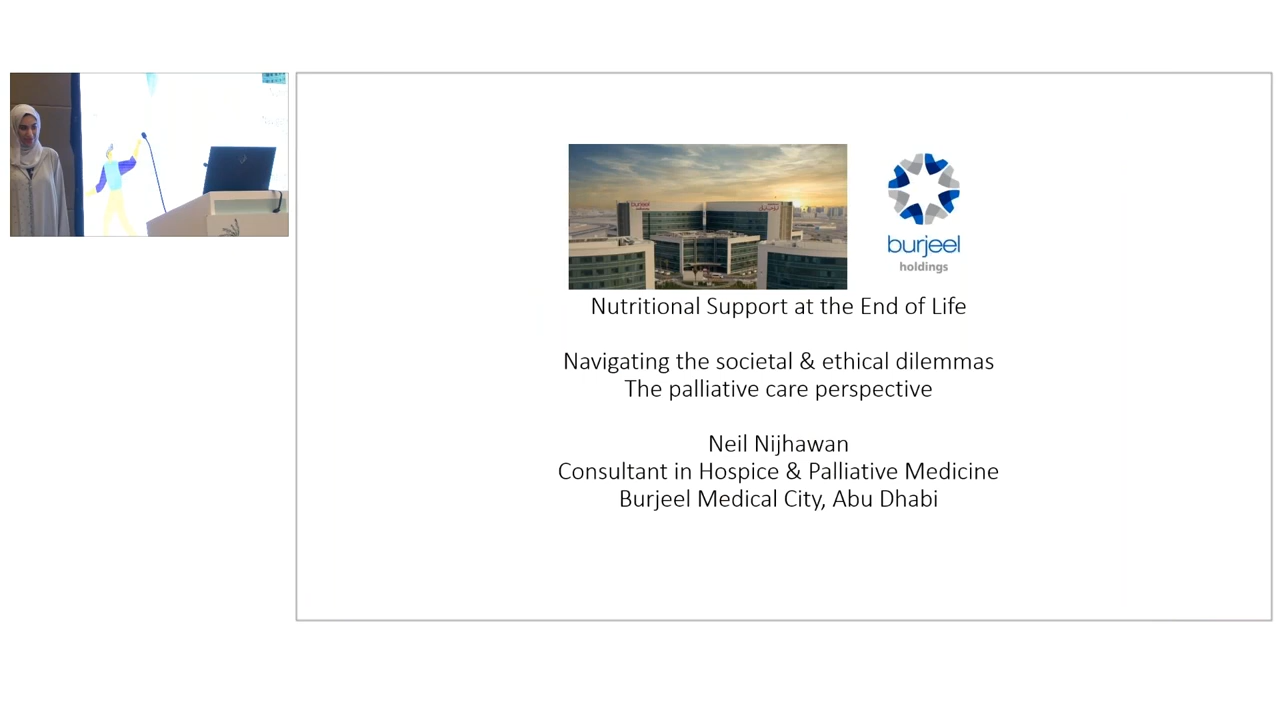 burjeel
holdings
Nutritional Support at the End of Life
Navigating the societal & ethical dilemmas
The palliative care perspective
Neil Nijhawan
Consultant in Hospice & Palliative Medicine
Burjeel Medical City, Abu Dhabi